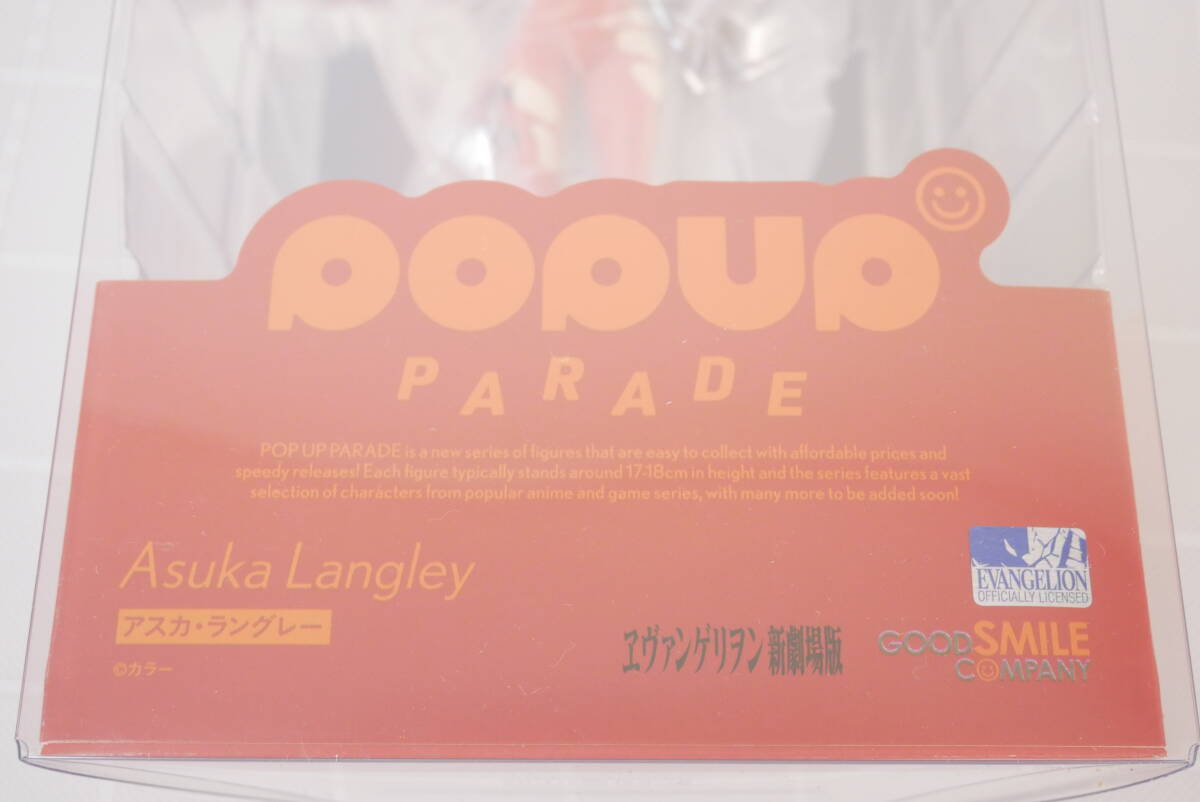 POPUP
PARADE
POP UP PARADE is a new series of figures that are easy to collect with affordable prices and
speedy releases! Each figure typically stands around 17-18cm in height and the series features a vast
selection of characters from popular anime and game series, with many more to be added soon!
Asuka Langley
アスカ・ラングレー
©カラー
ヱヴァンゲリヲン新劇場版
EVANGELION
OFFICIALLY LICENSED
GOOD SMILE
COMPANY